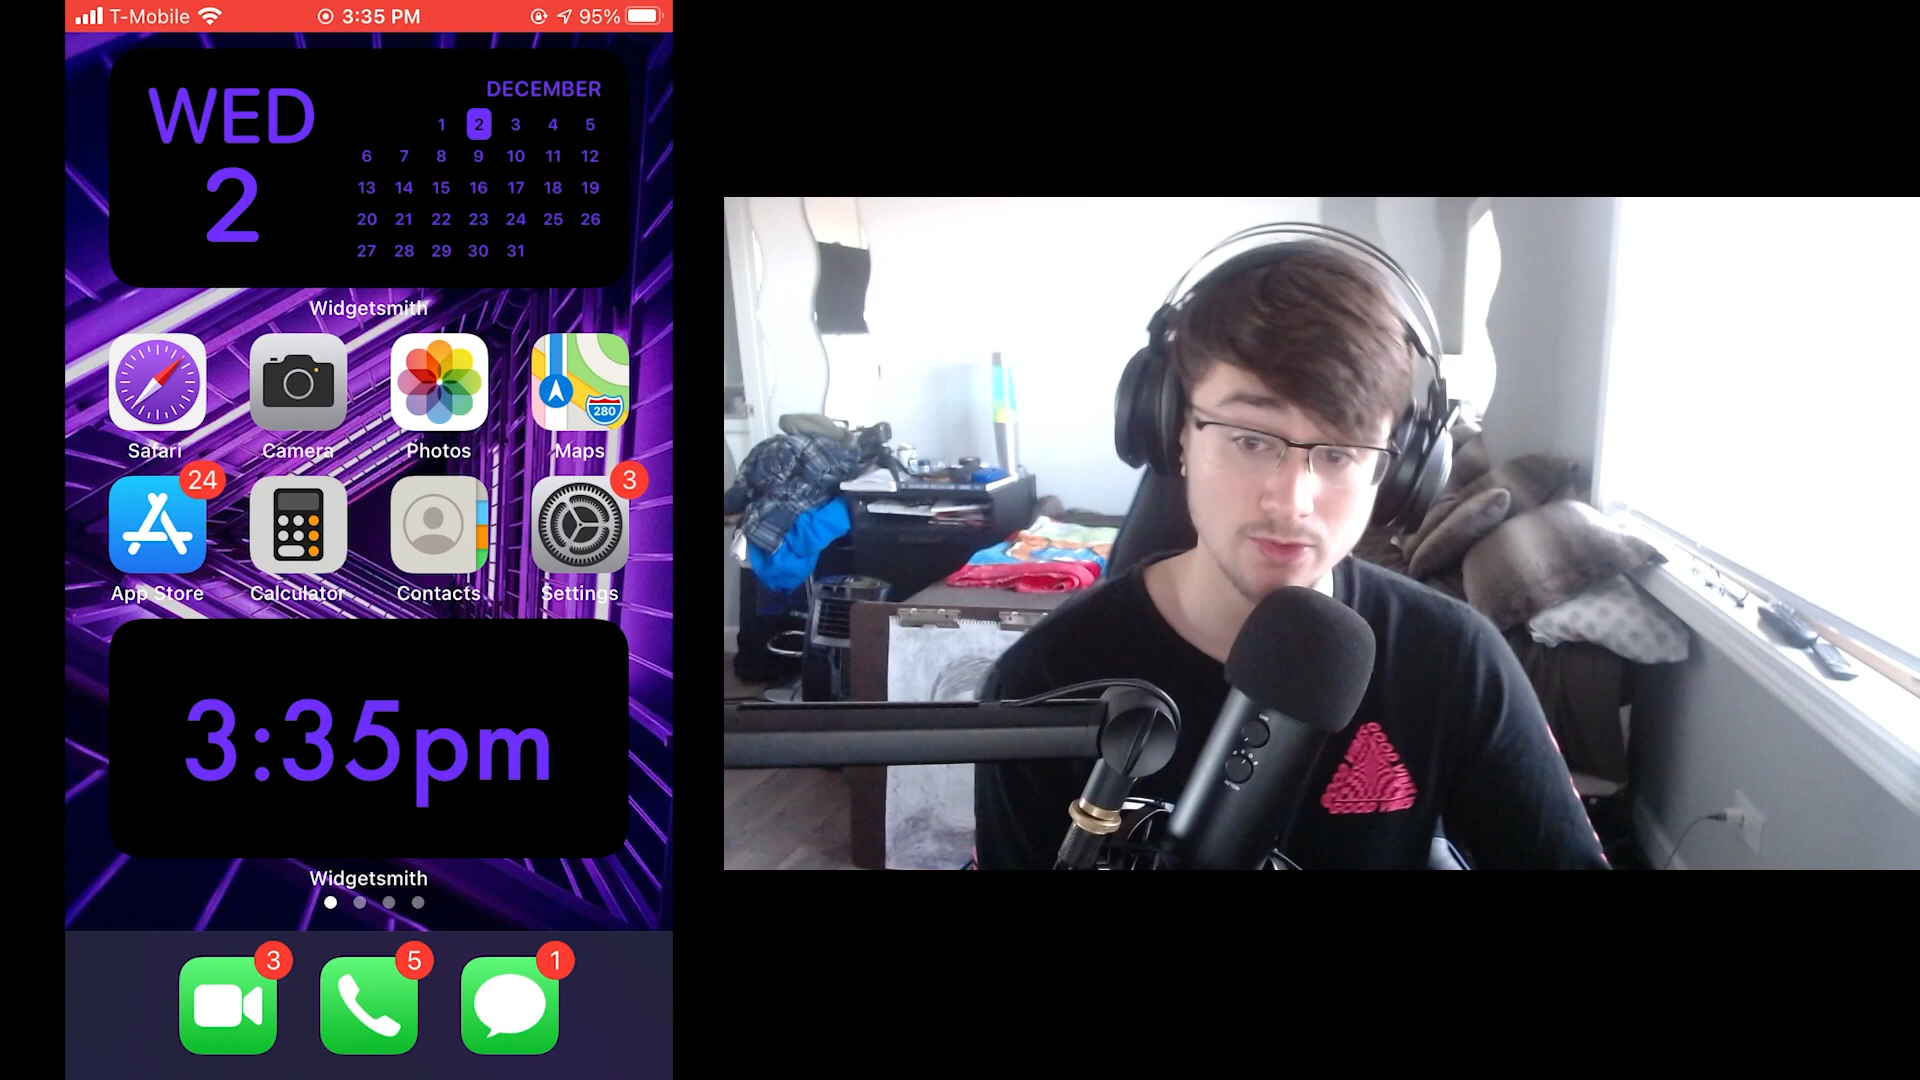 T-Mobile 3:35 PM 95%
WED
2
DECEMBER
1 2 3 4 5
6 7 8 9 10 11 12
13 14 15 16 17 18 19
20 21 22 23 24 25 26
27 28 29 30 31
Widgetsmith
280
Safari Camera Photos Maps
24 3
App Store Calculator Contacts Settings
3:35pm
Widgetsmith
3 5 1